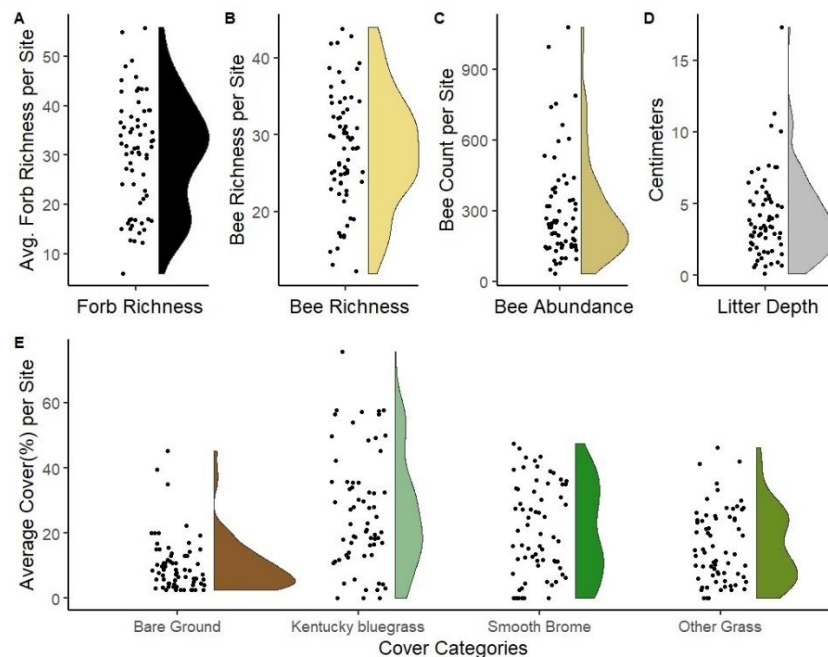 A
Avg. Forb Richness per Site
50
40
30
20
10
Forb Richness
B
Bee Richness per Site
40
30
20
Bee Richness
C
Bee Count per Site
900
600
300
0
Bee Abundance
D
Centimeters
15
10
5
0
Litter Depth
E
Average Cover(%) per Site
60
40
20
0
Bare Ground
Kentucky bluegrass
Smooth Brome
Other Grass
Cover Categories